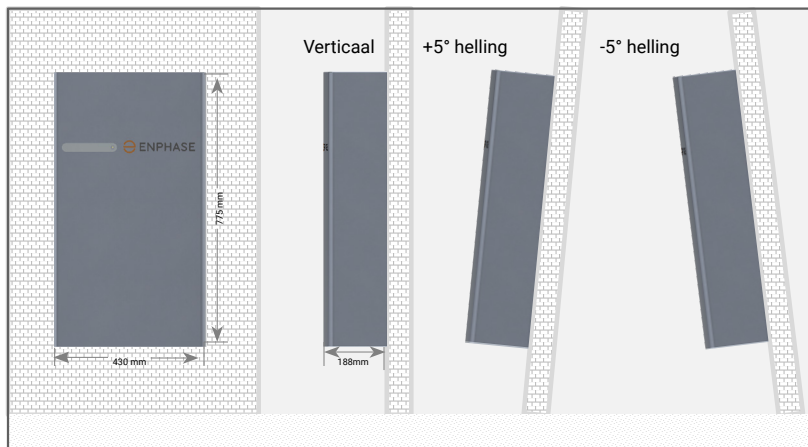 Verticaal
+5° helling
-5° helling
ENPHASE
775 mm
430 mm
188mm